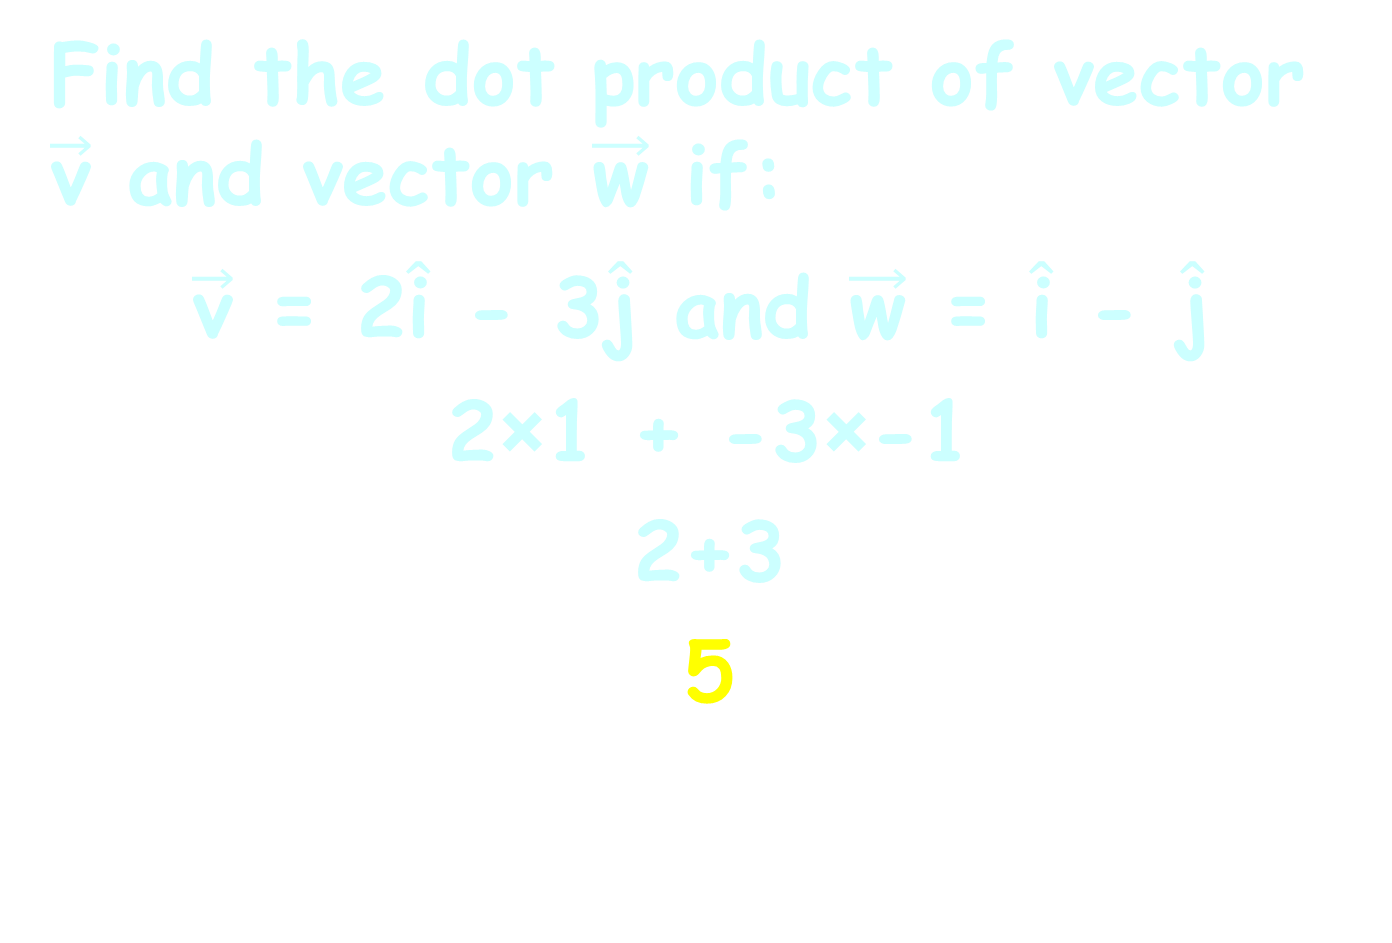 Find the dot product of vector
v⃗ and vector w⃗ if:
v⃗ = 2î - 3ĵ and w⃗ = î - ĵ
2×1 + -3×-1
2+3
5